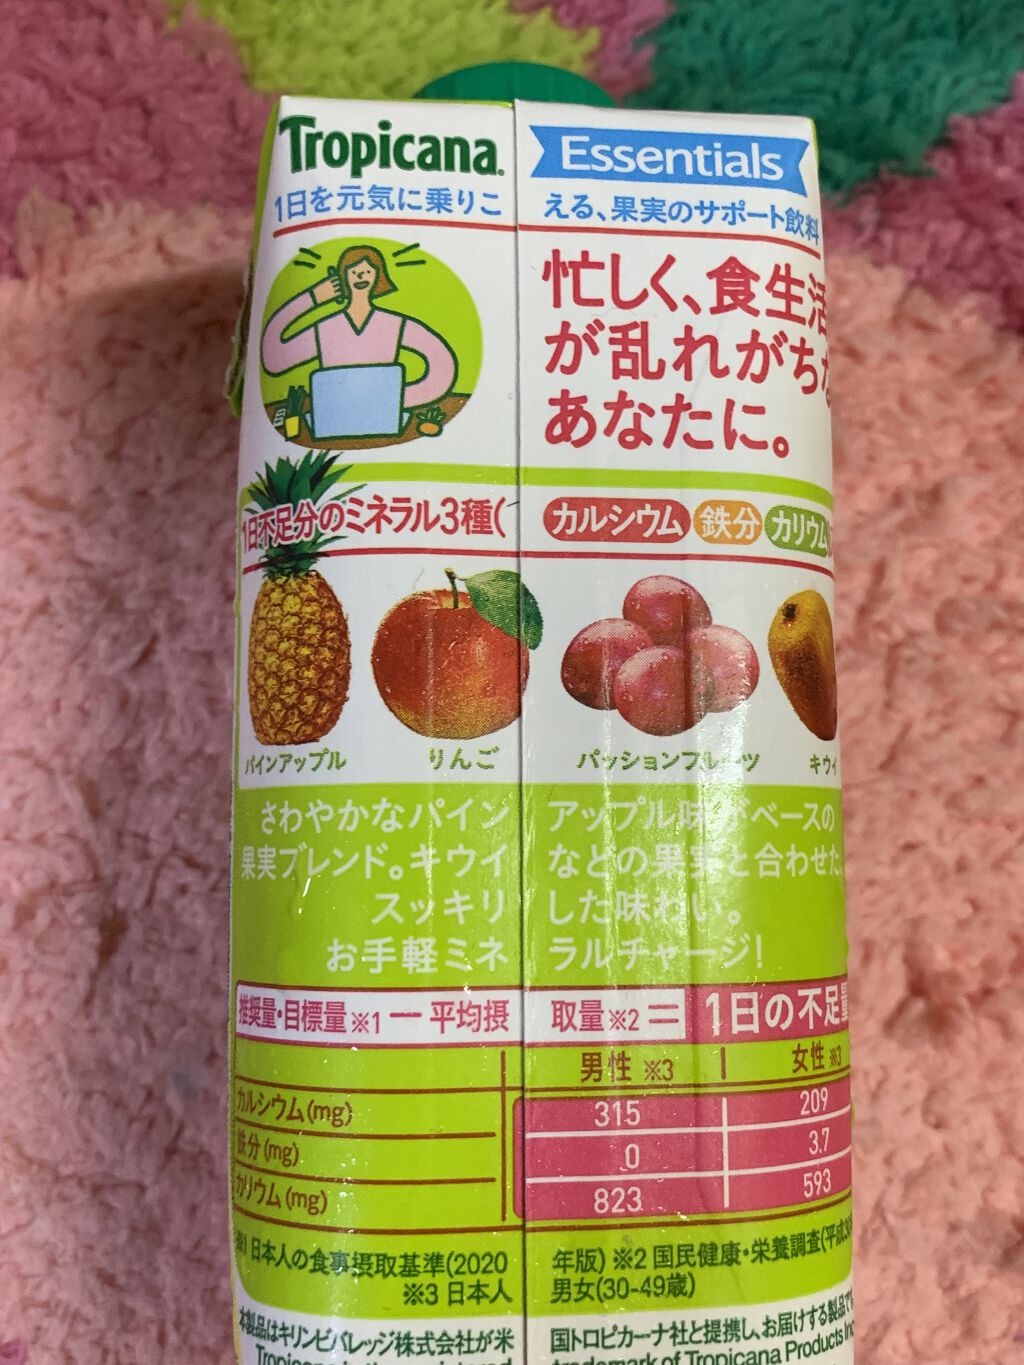 Tropicana
Essentials
1日を元気に乗りこえる、果実のサポート飲料
忙しく、食生活
が乱れがちな
あなたに。
1日不足分のミネラル3種(カルシウム 鉄分 カリウム)
パインアップル りんご パッションフルーツ キウイ
さわやかなパインアップル味がベースの
果実ブレンド。キウイなどの果実と合わせた、
スッキリした味わい。
お手軽ミネラルチャージ!
推奨量・目標量※1ー平均摂取量※2=1日の不足量
男性※3 女性※3
カルシウム(mg) 315 209
鉄分(mg) 0 3.7
カリウム(mg) 823 593
※1 日本人の食事摂取基準(2020年版) ※2 国民健康・栄養調査(平成
※3 日本人男女(30-49歳)
本製品はキリンビバレッジ株式会社が米国トロピカーナ社と提携し、お届けする製品で
trademark of Tropicana Products Inc